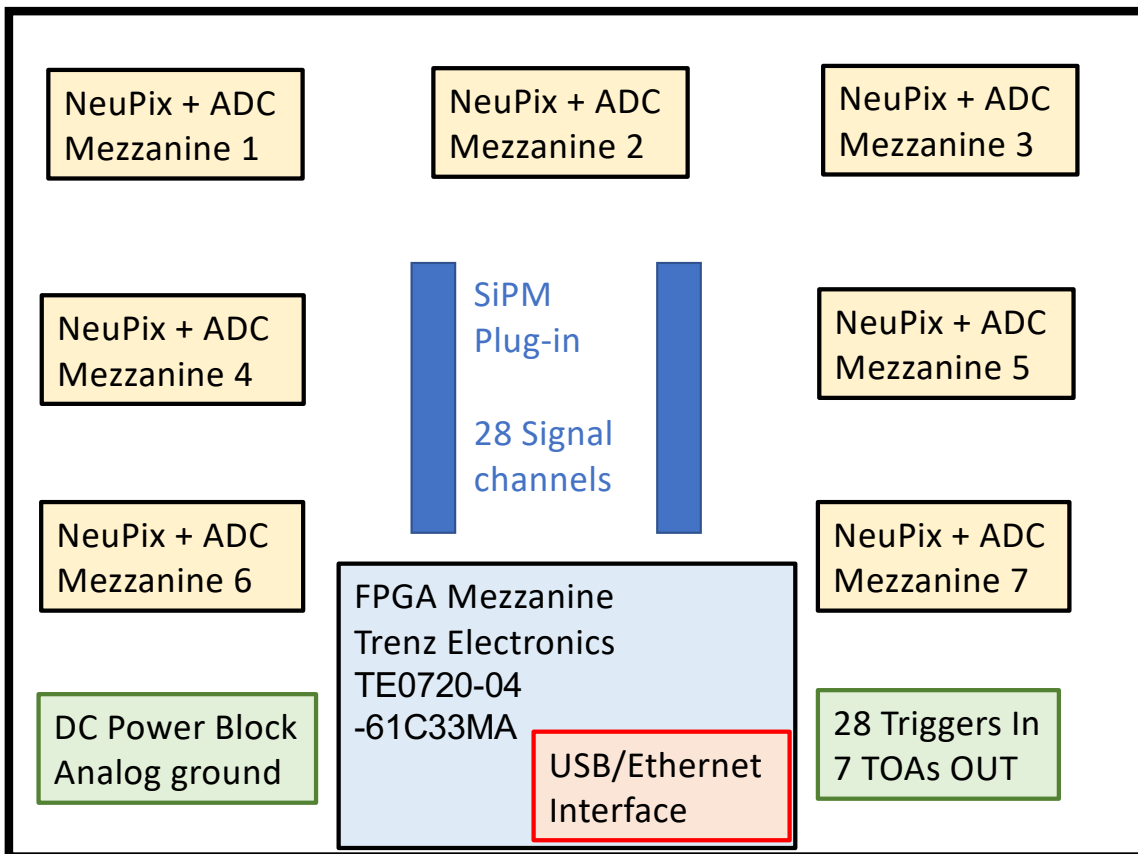 NeuPix + ADC
Mezzanine 1
NeuPix + ADC
Mezzanine 2
NeuPix + ADC
Mezzanine 3
SiPM
Plug-in
28 Signal
channels
NeuPix + ADC
Mezzanine 4
NeuPix + ADC
Mezzanine 5
NeuPix + ADC
Mezzanine 6
NeuPix + ADC
Mezzanine 7
FPGA Mezzanine
Trenz Electronics
TE0720-04
-61C33MA
USB/Ethernet
Interface
DC Power Block
Analog ground
28 Triggers In
7 TOAs OUT